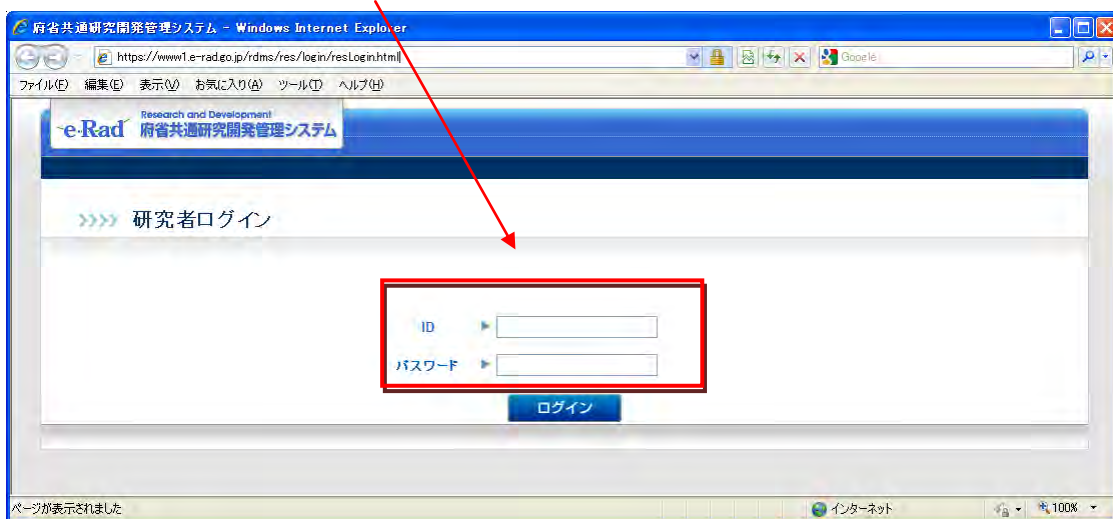 府省共通研究開発管理システム - Windows Internet Explorer
https://www1.e-rad.go.jp/rdms/res/login/resLogin.html
Google
ファイル(F) 編集(E) 表示(V) お気に入り(A) ツール(T) ヘルプ(H)
e-Rad
Research and Development
府省共通研究開発管理システム
>>>> 研究者ログイン
ID
パスワード
ログイン
ページが表示されました インターネット 100%